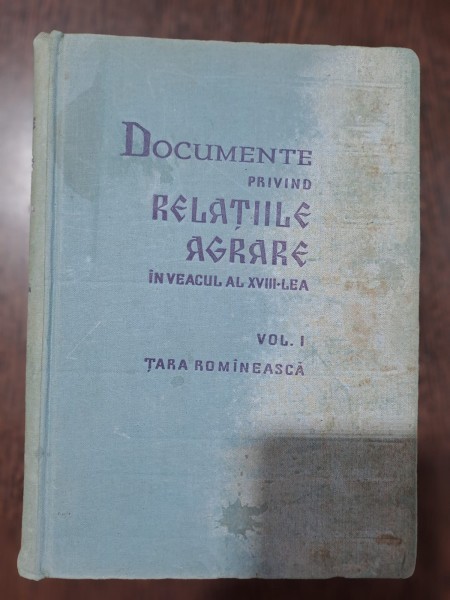 DOCUMENTE
PRIVIND
RELAȚIILE
AGRARE
ÎN VEACUL AL XVIII-LEA
VOL. I
ȚARA ROMÎNEASCĂ